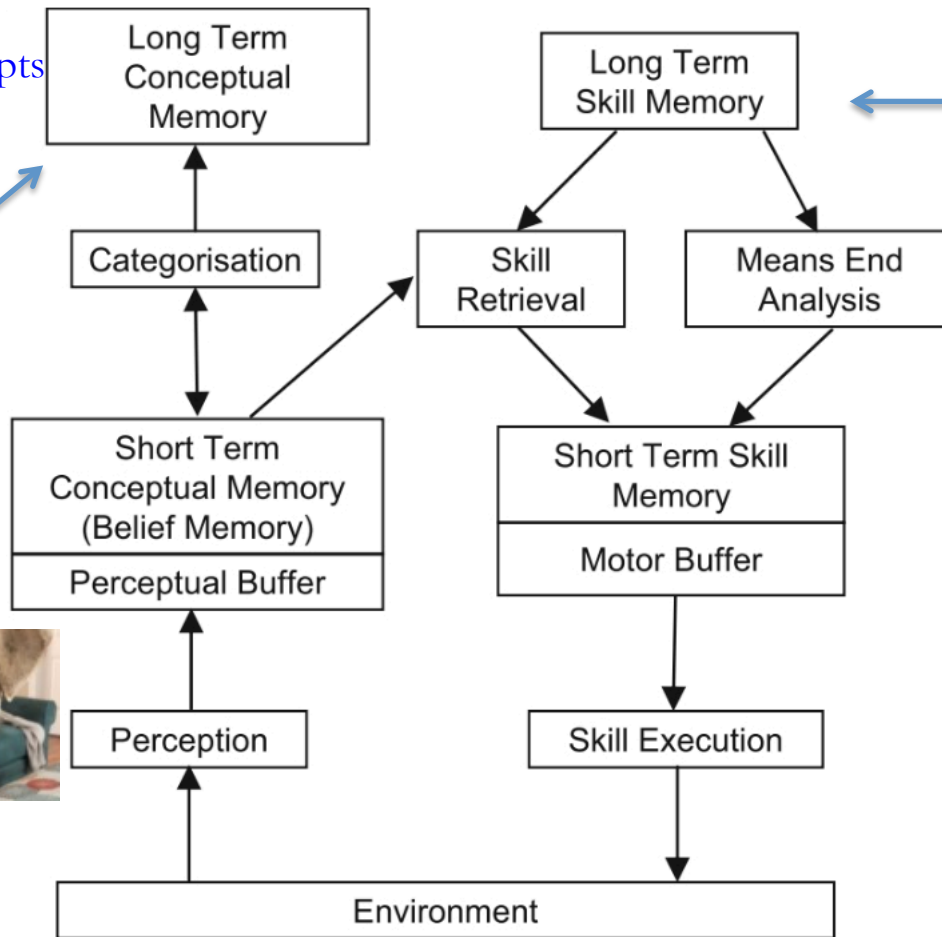 Long Term
Conceptual
Memory
Long Term
Skill Memory
Categorisation
Skill
Retrieval
Means End
Analysis
Short Term
Conceptual Memory
(Belief Memory)
Perceptual Buffer
Short Term Skill
Memory
Motor Buffer
Perception
Skill Execution
Environment